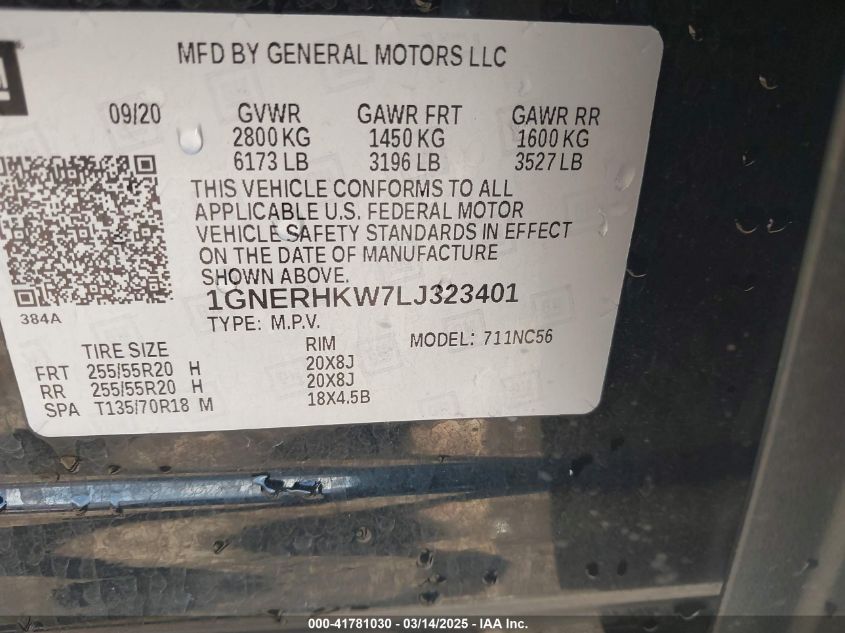 MFD BY GENERAL MOTORS LLC
09/20 GVWR GAWR FRT GAWR RR
2800 KG 1450 KG 1600 KG
6173 LB 3196 LB 3527 LB
THIS VEHICLE CONFORMS TO ALL
APPLICABLE U.S. FEDERAL MOTOR
VEHICLE SAFETY STANDARDS IN EFFECT
ON THE DATE OF MANUFACTURE
SHOWN ABOVE.
1GNERHKW7LJ323401
384A
TYPE: M.P.V.
TIRE SIZE RIM MODEL: 711NC56
FRT 255/55R20 H 20X8J
RR 255/55R20 H 20X8J
SPA T135/70R18 M 18X4.5B
000-41781030 - 03/14/2025 - IAA Inc.